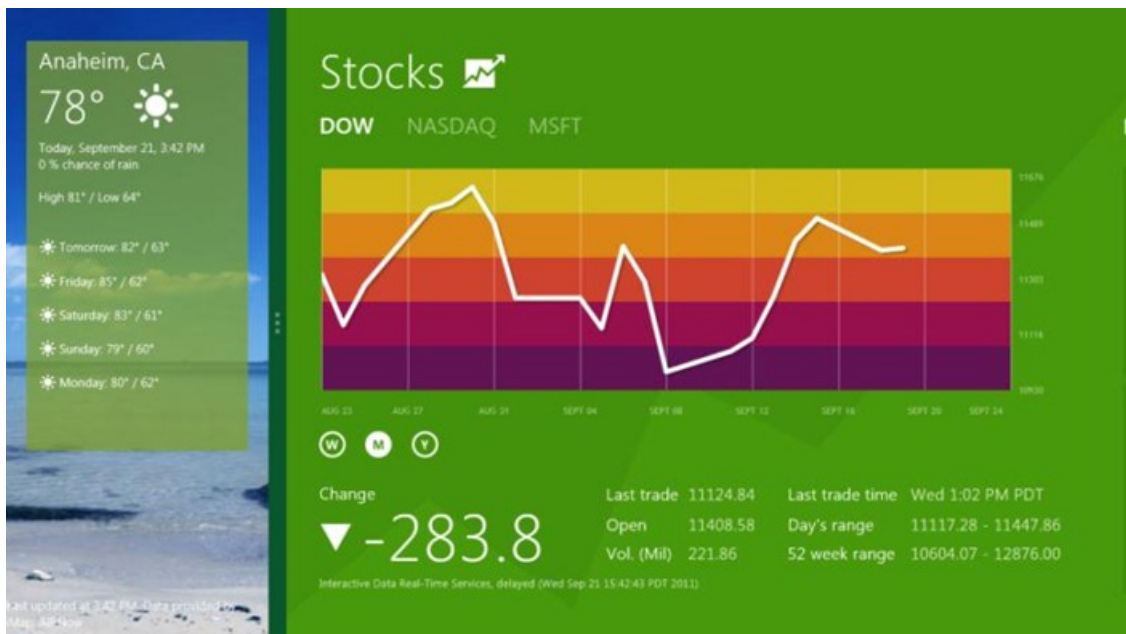 Anaheim, CA
78°
Today, September 21, 3:42 PM
0 % chance of rain
High 81° / Low 64°
Tomorrow: 82° / 63°
Friday: 85° / 62°
Saturday: 83° / 61°
Sunday: 79° / 60°
Monday: 80° / 62°
Last updated at 3:42 PM. Data provided by
iMap: AIRNow
Stocks
DOW NASDAQ MSFT
11676
11489
11303
11116
10930
AUG 23 AUG 27 AUG 31 SEPT 04 SEPT 08 SEPT 12 SEPT 16 SEPT 20 SEPT 24
W M Y
Change
-283.8
Last trade 11124.84 Last trade time Wed 1:02 PM PDT
Open 11408.58 Day's range 11117.28 - 11447.86
Vol. (Mil) 221.86 52 week range 10604.07 - 12876.00
Interactive Data Real-Time Services, delayed (Wed Sep 21 15:42:43 PDT 2011)